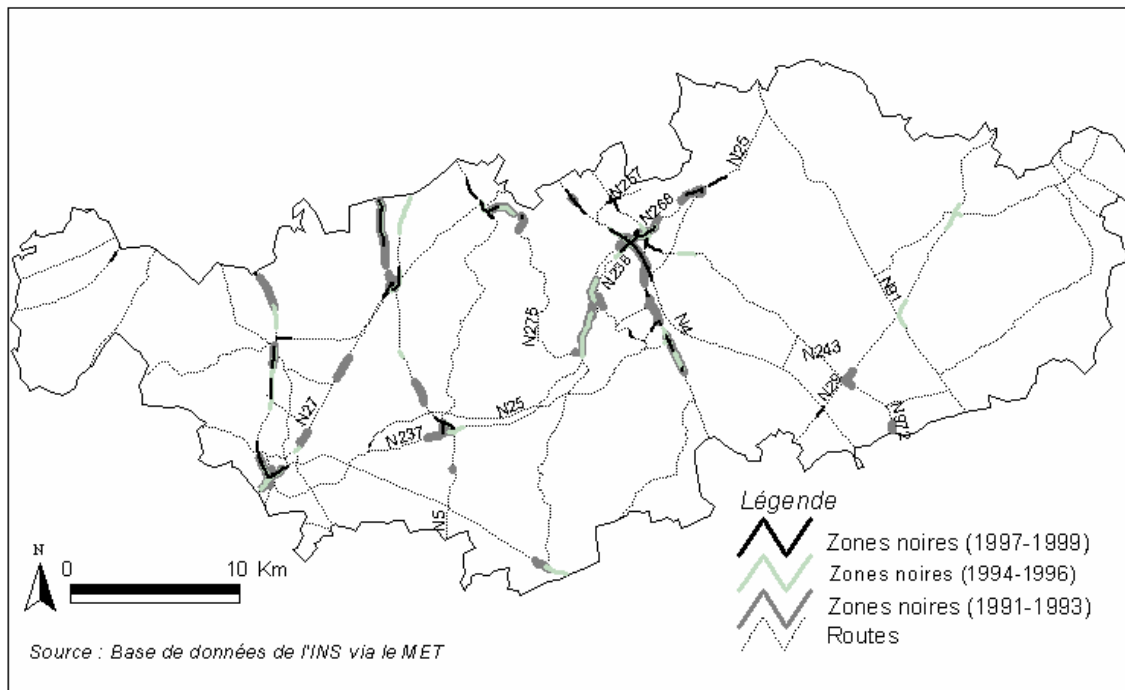 N25
N257
N268
N238
N275
N4
N91
N243
N29
N25
N27
N237
N972
N5
Légende
Zones noires (1997-1999)
Zones noires (1994-1996)
Zones noires (1991-1993)
Routes
N
0 10 Km
Source : Base de données de l'INS via le MET